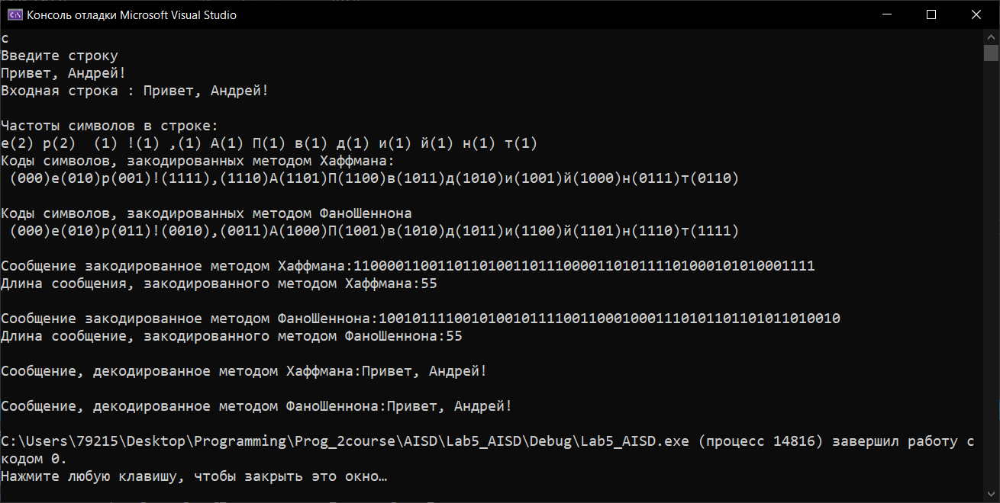 Консоль отладки Microsoft Visual Studio
с
Введите строку
Привет, Андрей!
Входная строка : Привет, Андрей!
Частоты символов в строке:
е(2) р(2)  (1) !(1) ,(1) А(1) П(1) в(1) д(1) и(1) й(1) н(1) т(1)
Коды символов, закодированных методом Хаффмана:
 (000)е(010)р(001)!(1111),(1110)А(1101)П(1100)в(1011)д(1010)и(1001)й(1000)н(0111)т(0110)
Коды символов, закодированных методом ФаноШеннона
 (000)е(010)р(011)!(0010),(0011)А(1000)П(1001)в(1010)д(1011)и(1100)й(1101)н(1110)т(1111)
Сообщение закодированное методом Хаффмана:1100001100110110100110111000011010111101000101010001111
Длина сообщения, закодированного методом Хаффмана:55
Сообщение закодированное методом ФаноШеннона:1001011110010100101111001100010001110101101101011010010
Длина сообщение, закодированного методом ФаноШеннона:55
Сообщение, декодированное методом Хаффмана:Привет, Андрей!
Сообщение, декодированное методом ФаноШеннона:Привет, Андрей!
C:\Users\79215\Desktop\Programming\Prog_2course\AISD\Lab5_AISD\Debug\Lab5_AISD.exe (процесс 14816) завершил работу с
кодом 0.
Нажмите любую клавишу, чтобы закрыть это окно…